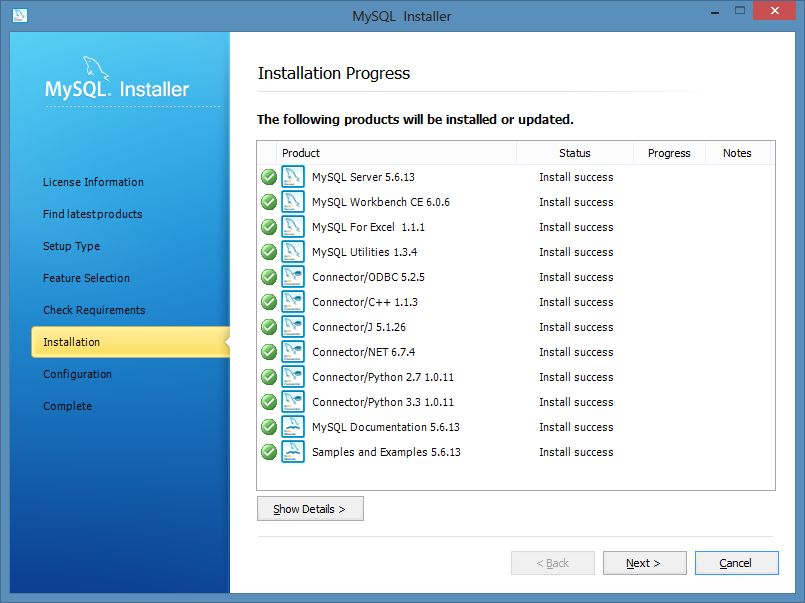 MySQL Installer
MySQL. Installer
License Information
Find latest products
Setup Type
Feature Selection
Check Requirements
Installation
Configuration
Complete
Installation Progress
The following products will be installed or updated.
Product Status Progress Notes
MySQL Server 5.6.13 Install success
MySQL Workbench CE 6.0.6 Install success
MySQL For Excel 1.1.1 Install success
MySQL Utilities 1.3.4 Install success
Connector/ODBC 5.2.5 Install success
Connector/C++ 1.1.3 Install success
Connector/J 5.1.26 Install success
Connector/NET 6.7.4 Install success
Connector/Python 2.7 1.0.11 Install success
Connector/Python 3.3 1.0.11 Install success
MySQL Documentation 5.6.13 Install success
Samples and Examples 5.6.13 Install success
Show Details >
< Back Next > Cancel